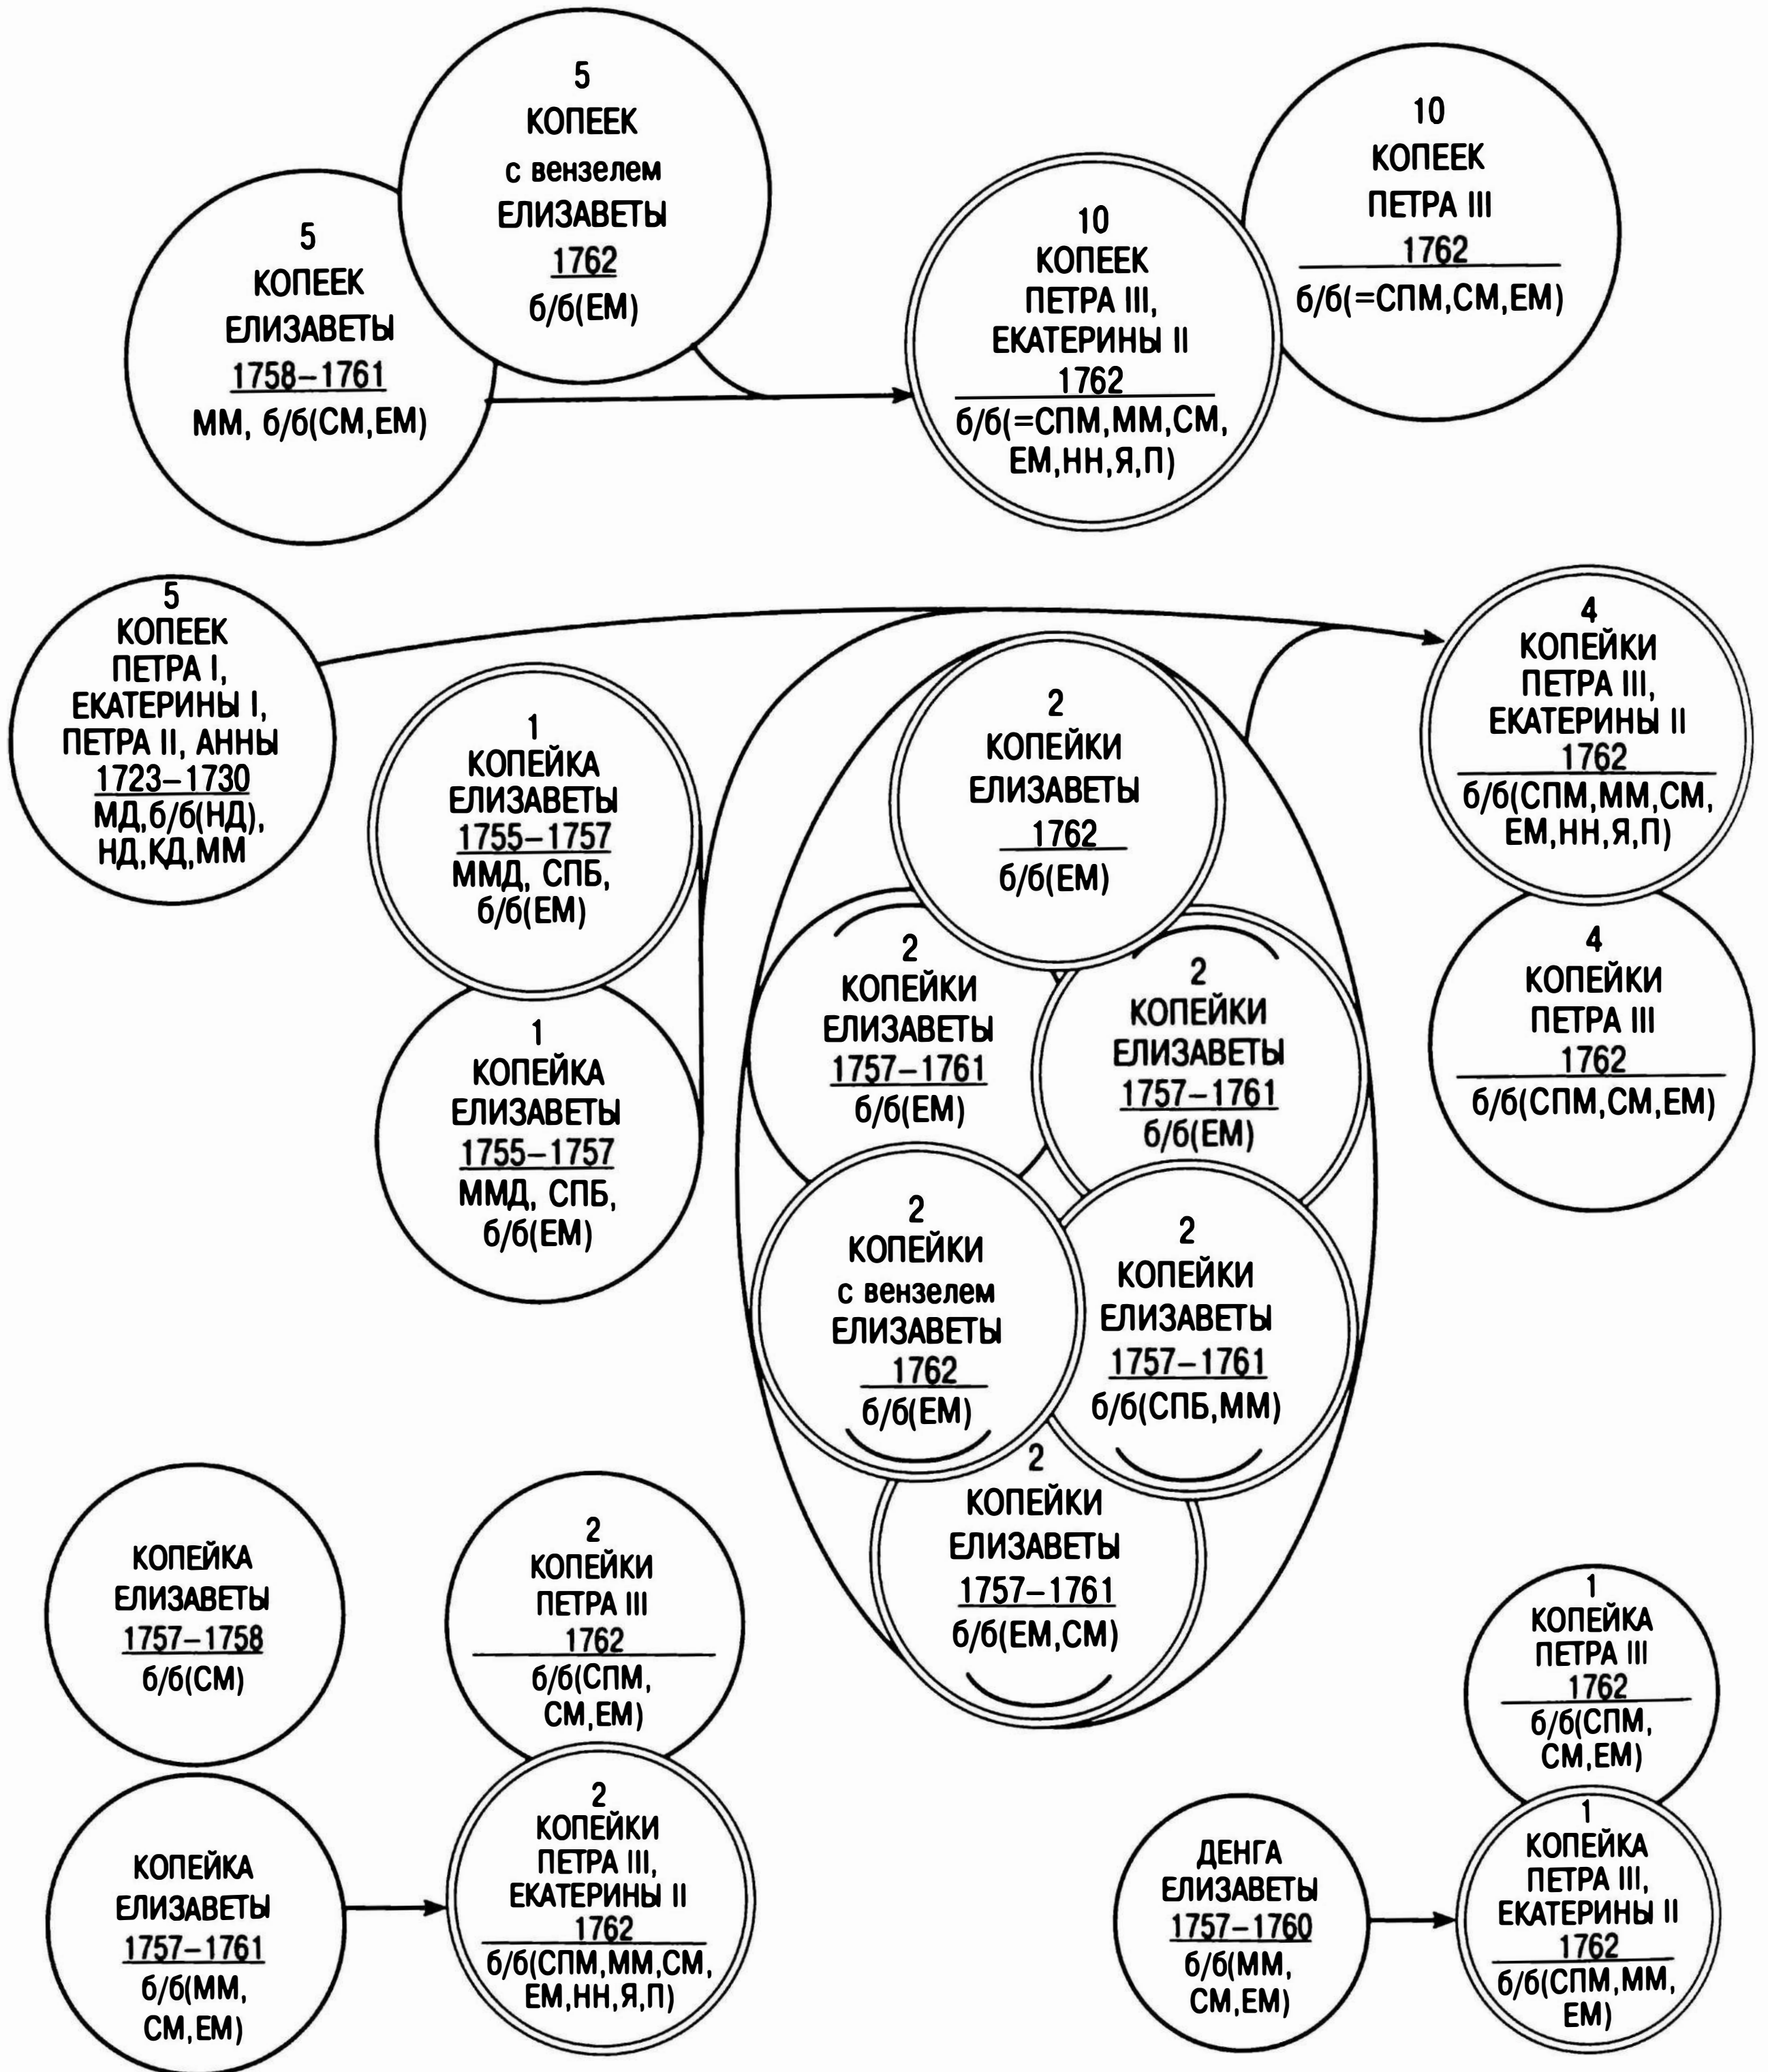 5
КОПЕЕК
с вензелем
ЕЛИЗАВЕТЫ
1762
б/б(ЕМ)
5
КОПЕЕК
ЕЛИЗАВЕТЫ
1758–1761
ММ, б/б(СМ,ЕМ)
10
КОПЕЕК
ПЕТРА III,
ЕКАТЕРИНЫ II
1762
б/б(=СПМ,ММ,СМ,
ЕМ,НН,Я,П)
10
КОПЕЕК
ПЕТРА III
1762
б/б(=СПМ,СМ,ЕМ)
5
КОПЕЕК
ПЕТРА I,
ЕКАТЕРИНЫ I,
ПЕТРА II, АННЫ
1723–1730
МД,б/б(НД),
НД,КД,ММ
1
КОПЕЙКА
ЕЛИЗАВЕТЫ
1755–1757
ММД, СПБ,
б/б(ЕМ)
1
КОПЕЙКА
ЕЛИЗАВЕТЫ
1755–1757
ММД, СПБ,
б/б(ЕМ)
2
КОПЕЙКИ
ЕЛИЗАВЕТЫ
1762
б/б(ЕМ)
2
КОПЕЙКИ
ЕЛИЗАВЕТЫ
1757–1761
б/б(ЕМ)
2
КОПЕЙКИ
ЕЛИЗАВЕТЫ
1757–1761
б/б(ЕМ)
2
КОПЕЙКИ
с вензелем
ЕЛИЗАВЕТЫ
1762
б/б(ЕМ)
2
КОПЕЙКИ
ЕЛИЗАВЕТЫ
1757–1761
б/б(СПБ,ММ)
2
КОПЕЙКИ
ЕЛИЗАВЕТЫ
1757–1761
б/б(ЕМ,СМ)
4
КОПЕЙКИ
ПЕТРА III,
ЕКАТЕРИНЫ II
1762
б/б(СПМ,ММ,СМ,
ЕМ,НН,Я,П)
4
КОПЕЙКИ
ПЕТРА III
1762
б/б(СПМ,СМ,ЕМ)
КОПЕЙКА
ЕЛИЗАВЕТЫ
1757–1758
б/б(СМ)
КОПЕЙКА
ЕЛИЗАВЕТЫ
1757–1761
б/б(ММ,
СМ,ЕМ)
2
КОПЕЙКИ
ПЕТРА III
1762
б/б(СПМ,
СМ,ЕМ)
2
КОПЕЙКИ
ПЕТРА III,
ЕКАТЕРИНЫ II
1762
б/б(СПМ,ММ,СМ,
ЕМ,НН,Я,П)
ДЕНГА
ЕЛИЗАВЕТЫ
1757–1760
б/б(ММ,
СМ,ЕМ)
1
КОПЕЙКА
ПЕТРА III
1762
б/б(СПМ,
СМ,ЕМ)
1
КОПЕЙКА
ПЕТРА III,
ЕКАТЕРИНЫ II
1762
б/б(СПМ,ММ,
ЕМ)